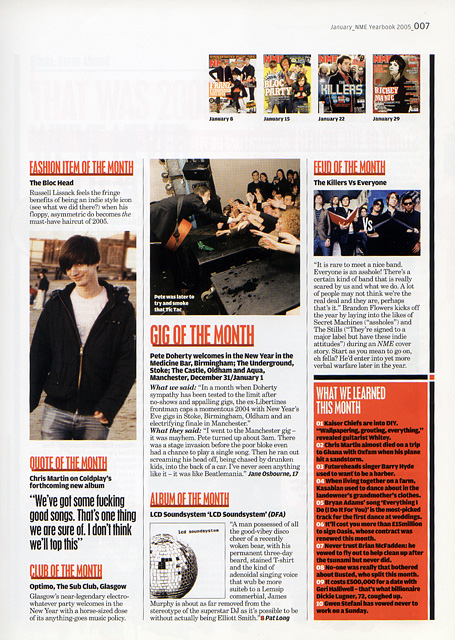 January_NME Yearbook 2005_007
NME
FRANZ
NME
BLOC
PARTY
NME
KILLERS
NME
RICHEY
MANIC
January 8
January 15
January 22
January 29
FASHION ITEM OF THE MONTH
The Bloc Head
Russell Lissack feels the fringe
benefits of being an indie style icon
(see what we did there?) when his
floppy, asymmetric do becomes the
must-have haircut of 2005.
QUOTE OF THE MONTH
Chris Martin on Coldplay's
forthcoming new album
"We've got some fucking
good songs. That's one thing
we are sure of. I don't think
we'll top this"
CLUB OF THE MONTH
Optimo, The Sub Club, Glasgow
Glasgow's near-legendary electro-
whatever party welcomes in the
New Year with a horse-sized dose
of its anything-goes music policy.
Pete was later to
try and smoke
that Tic Tac
GIG OF THE MONTH
Pete Doherty welcomes in the New Year in the
Medicine Bar, Birmingham; The Underground,
Stoke; The Castle, Oldham and Aqua,
Manchester, December 31/January 1
What we said: "In a month when Doherty
sympathy has been tested to the limit after
no-shows and appalling gigs, the ex-Libertines
frontman caps a momentous 2004 with New Year's
Eve gigs in Stoke, Birmingham, Oldham and an
electrifying finale in Manchester."
What they said: "I went to the Manchester gig –
it was mayhem. Pete turned up about 3am. There
was a stage invasion before the poor bloke even
had a chance to play a single song. Then he ran out
screaming his head off, being chased by drunken
kids, into the back of a car. I've never seen anything
like it – it was like Beatlemania." Jane Osbourne, 17
ALBUM OF THE MONTH
LCD Soundsystem 'LCD Soundsystem' (DFA)
lcd soundsystem
"A man possessed of all
the good-vibey disco
cheer of a recently
woken bear, with his
permanent three-day
beard, stained T-shirt
and the kind of
adenoidal singing voice
that wub be more
suiteb to a Lemsip
commerbial, James
Murphy is about as far removed from the
stereotype of the superstar DJ as it's possible to be
without actually being Elliott Smith." 8 Pat Long
FEUD OF THE MONTH
The Killers Vs Everyone
Vs
"It is rare to meet a nice band.
Everyone is an asshole! There's a
certain kind of band that is really
scared by us and what we do. A lot
of people may not think we're the
real deal and they are, perhaps
that's it." Brandon Flowers kicks off
the year by laying into the likes of
Secret Machines ("assholes") and
The Stills ("They're signed to a
major label but have these indie
attitudes") during an NME cover
story. Start as you mean to go on,
eh fella? He'd enter into yet more
verbal warfare later in the year.
WHAT WE LEARNED
THIS MONTH
01 Kaiser Chiefs are into DIY.
"Wallpapering, grouting, everything,"
revealed guitarist Whitey.
02 Chris Martin almost died on a trip
to Ghana with Oxfam when his plane
hit a sandstorm.
03 Futureheads singer Barry Hyde
used to want to be a barber.
04 When living together on a farm,
Kasabian used to dance about in the
landowner's grandmother's clothes.
05 Bryan Adams' song 'Everything I
Do (I Do It For You)' is the most-picked
track for the first dance at weddings.
06 It'll cost you more than £15million
to sign Oasis, whose contract was
renewed this month.
07 Never trust Brian McFadden: he
vowed to fly out to help clean up after
the tsunami but never did.
08 No-one was really that bothered
about Busted, who split this month.
09 It costs £500,000 for a date with
Geri Halliwell – that's what billionaire
Dickie Lugner, 72, coughed up.
10 Gwen Stefani has vowed never to
work on a Sunday.